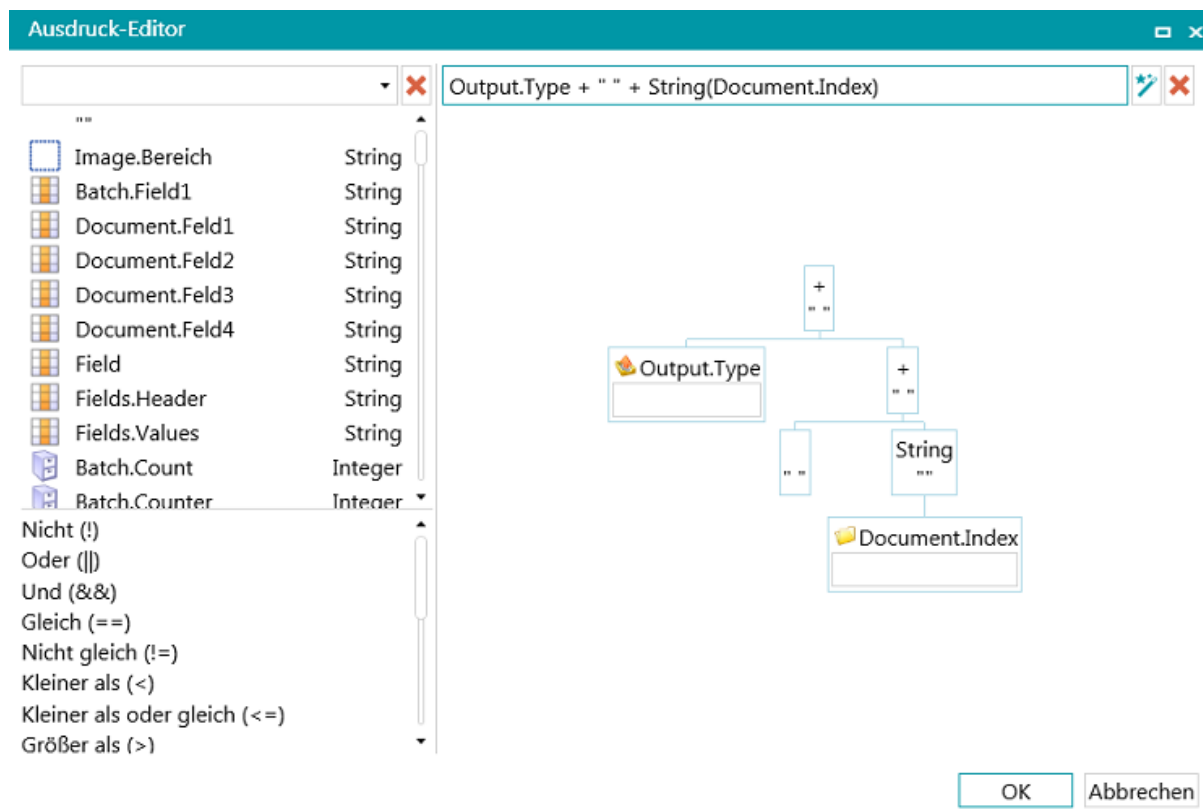 Ausdruck-Editor
Output.Type + " " + String(Document.Index)
""
Image.Bereich String
Batch.Field1 String
Document.Feld1 String
Document.Feld2 String
Document.Feld3 String
Document.Feld4 String
Field String
Fields.Header String
Fields.Values String
Batch.Count Integer
Batch.Counter Integer
Nicht (!)
Oder (||)
Und (&&)
Gleich (==)
Nicht gleich (!=)
Kleiner als (<)
Kleiner als oder gleich (<=)
Größer als (>)
+
" "
Output.Type
+
" "
" "
String
""
Document.Index
OK Abbrechen